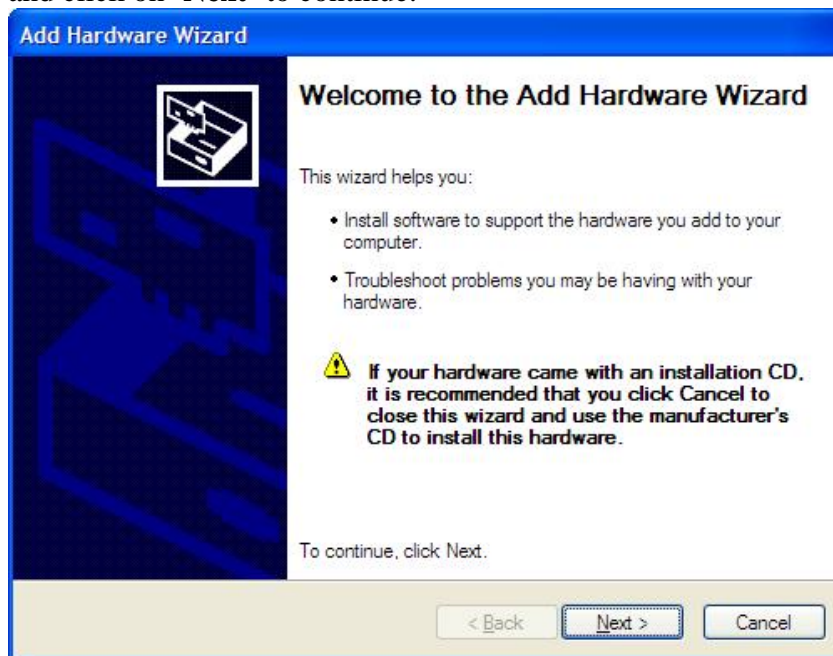 and click on "Next" to continue.
Add Hardware Wizard
Welcome to the Add Hardware Wizard
This wizard helps you:
• Install software to support the hardware you add to your
computer.
• Troubleshoot problems you may be having with your
hardware.
If your hardware came with an installation CD,
it is recommended that you click Cancel to
close this wizard and use the manufacturer's
CD to install this hardware.
To continue, click Next.
< Back
Next >
Cancel